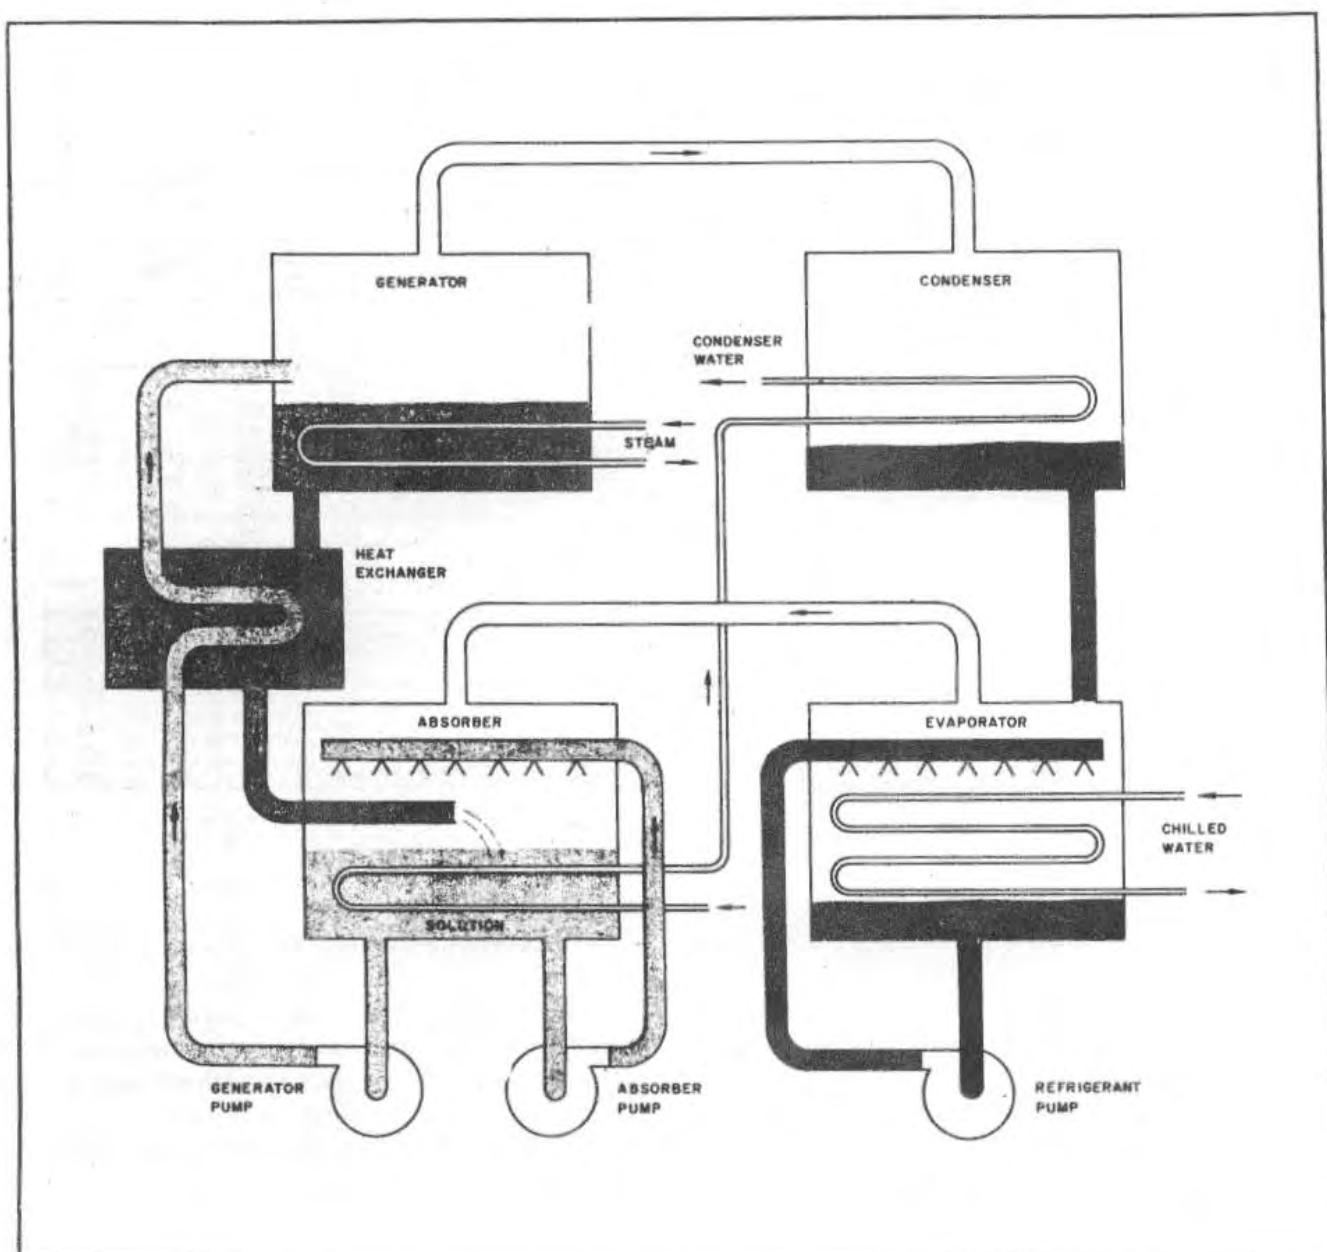 GENERATOR
CONDENSER
CONDENSER
WATER
STEAM
HEAT
EXCHANGER
ABSORBER
EVAPORATOR
CHILLED
WATER
SOLUTION
GENERATOR
PUMP
ABSORBER
PUMP
REFRIGERANT
PUMP